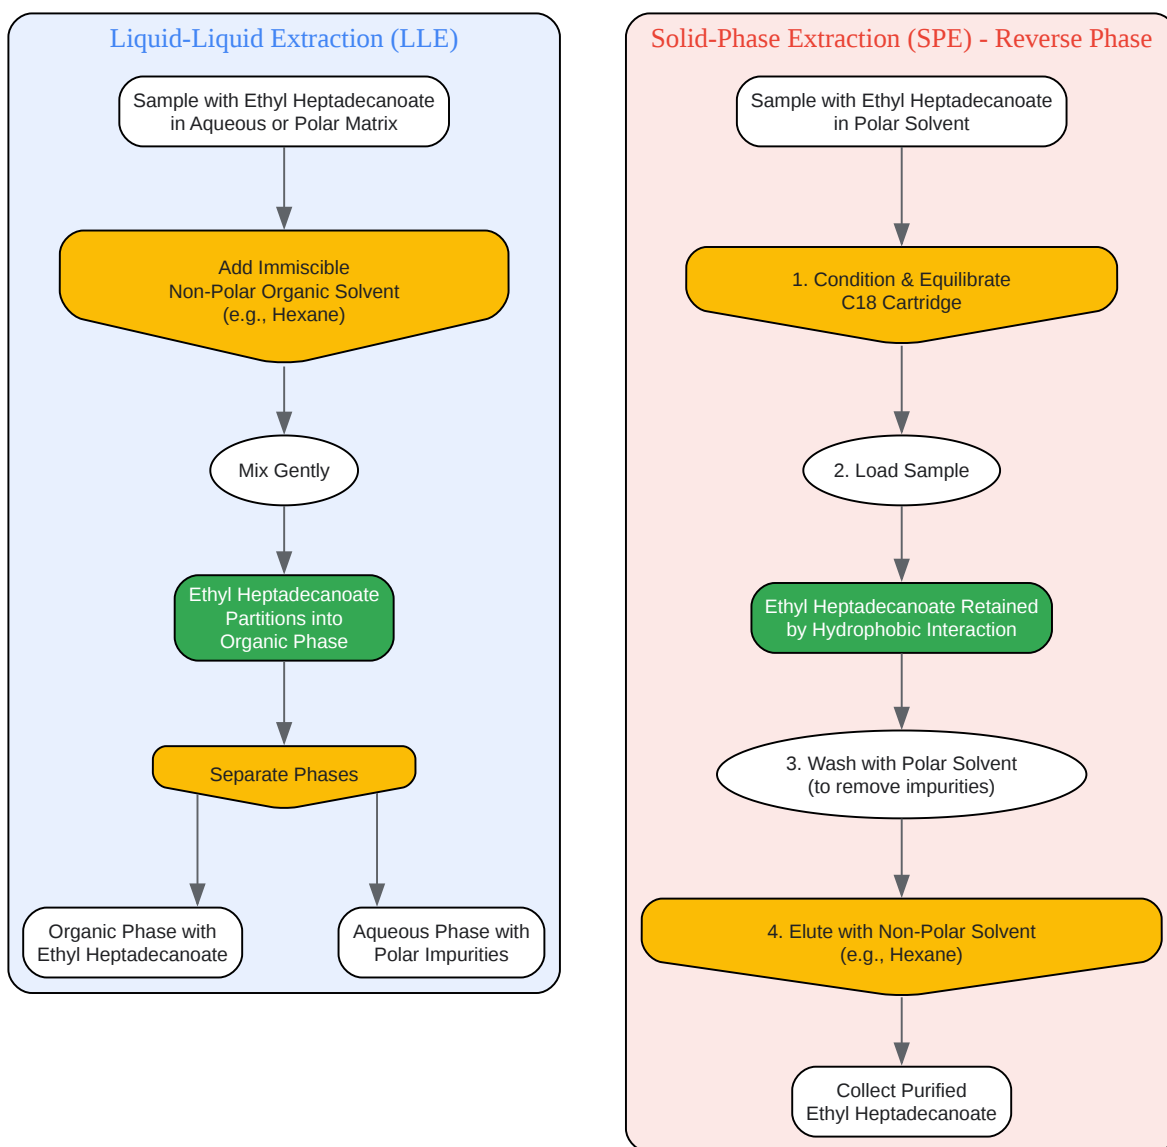 Liquid-Liquid Extraction (LLE)
Sample with Ethyl Heptadecanoate
in Aqueous or Polar Matrix
Add Immiscible
Non-Polar Organic Solvent
(e.g., Hexane)
Mix Gently
Ethyl Heptadecanoate
Partitions into
Organic Phase
Separate Phases
Organic Phase with
Ethyl Heptadecanoate
Aqueous Phase with
Polar Impurities
Solid-Phase Extraction (SPE) - Reverse Phase
Sample with Ethyl Heptadecanoate
in Polar Solvent
1. Condition & Equilibrate
C18 Cartridge
2. Load Sample
Ethyl Heptadecanoate Retained
by Hydrophobic Interaction
3. Wash with Polar Solvent
(to remove impurities)
4. Elute with Non-Polar Solvent
(e.g., Hexane)
Collect Purified
Ethyl Heptadecanoate